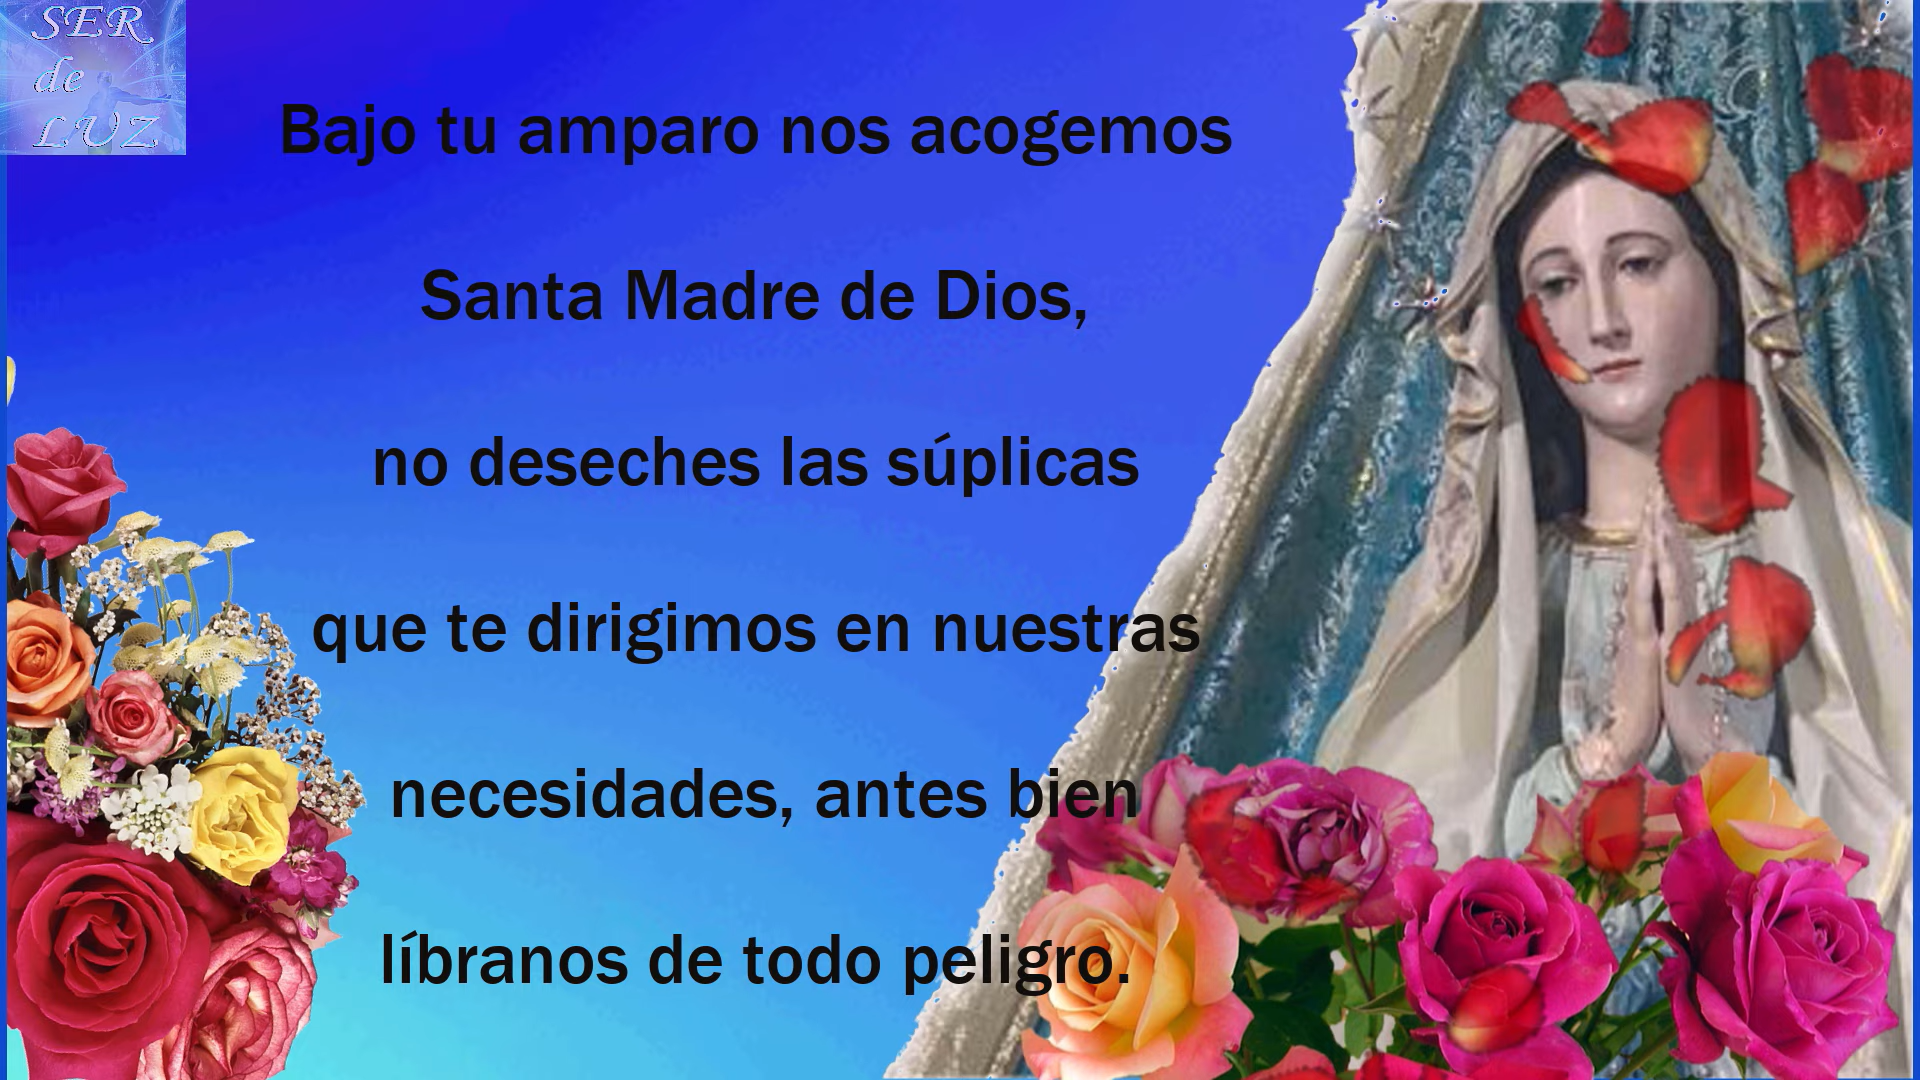 SER
de
LUZ
Bajo tu amparo nos acogemos
Santa Madre de Dios,
no deseches las súplicas
que te dirigimos en nuestras
necesidades, antes bien
líbranos de todo peligro.